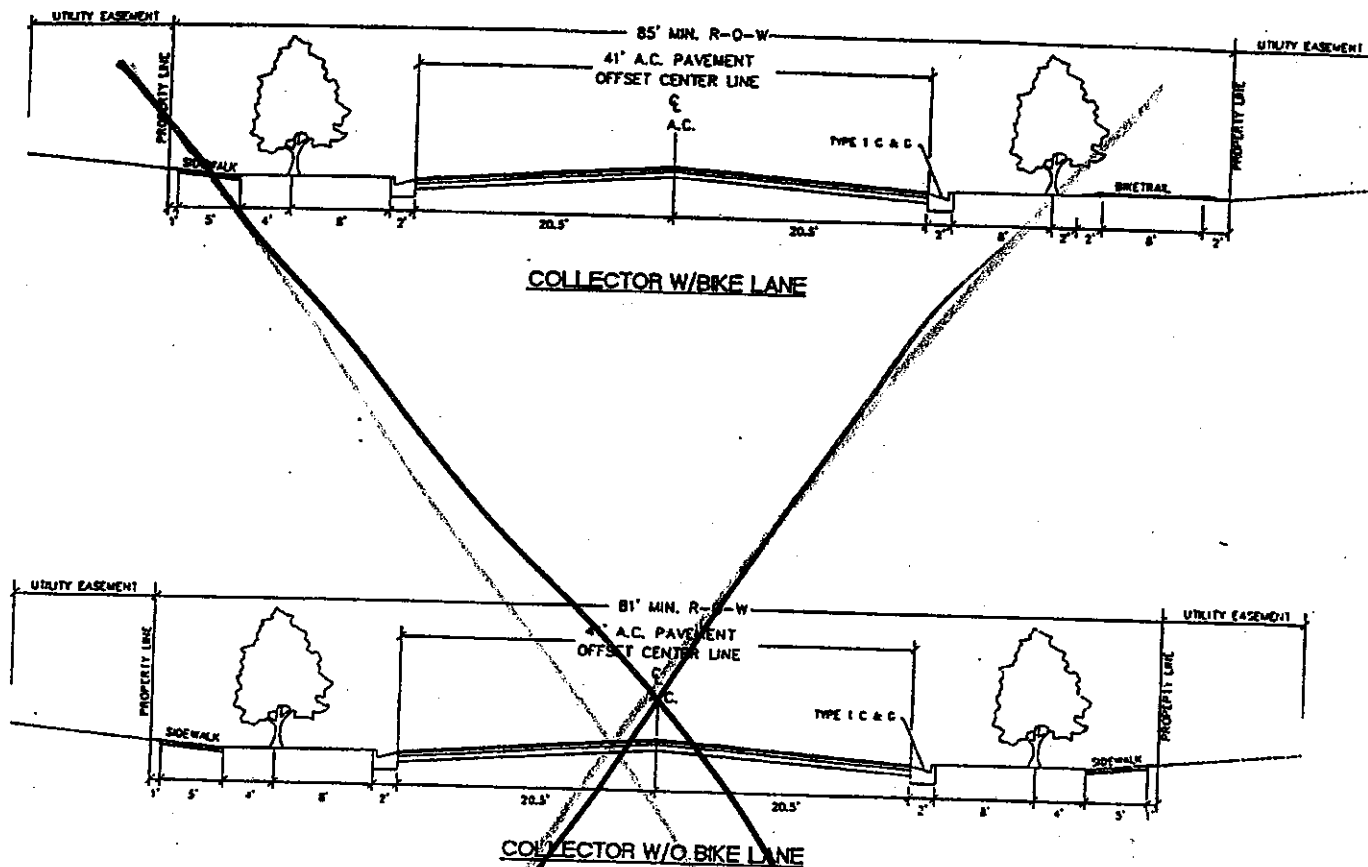 UTILITY EASEMENT
85' MIN. R-O-W
UTILITY EASEMENT
41' A.C. PAVEMENT
OFFSET CENTER LINE
℄
A.C.
PROPERTY LINE
TYPE I C & G
PROPERTY LINE
SIDEWALK
BIKETRAIL
1' 5' 4' 8' 2' 20.5' 20.5' 2' 8' 2' 2' 8' 2'
COLLECTOR W/BIKE LANE
UTILITY EASEMENT
81' MIN. R-O-W
UTILITY EASEMENT
A.C. PAVEMENT
OFFSET CENTER LINE
℄
PROPERTY LINE
TYPE I C & G
PROPERTY LINE
SIDEWALK
SIDEWALK
1' 5' 4' 8' 2' 20.5' 20.5' 2' 8' 4' 5' 1'
COLLECTOR W/O BIKE LANE